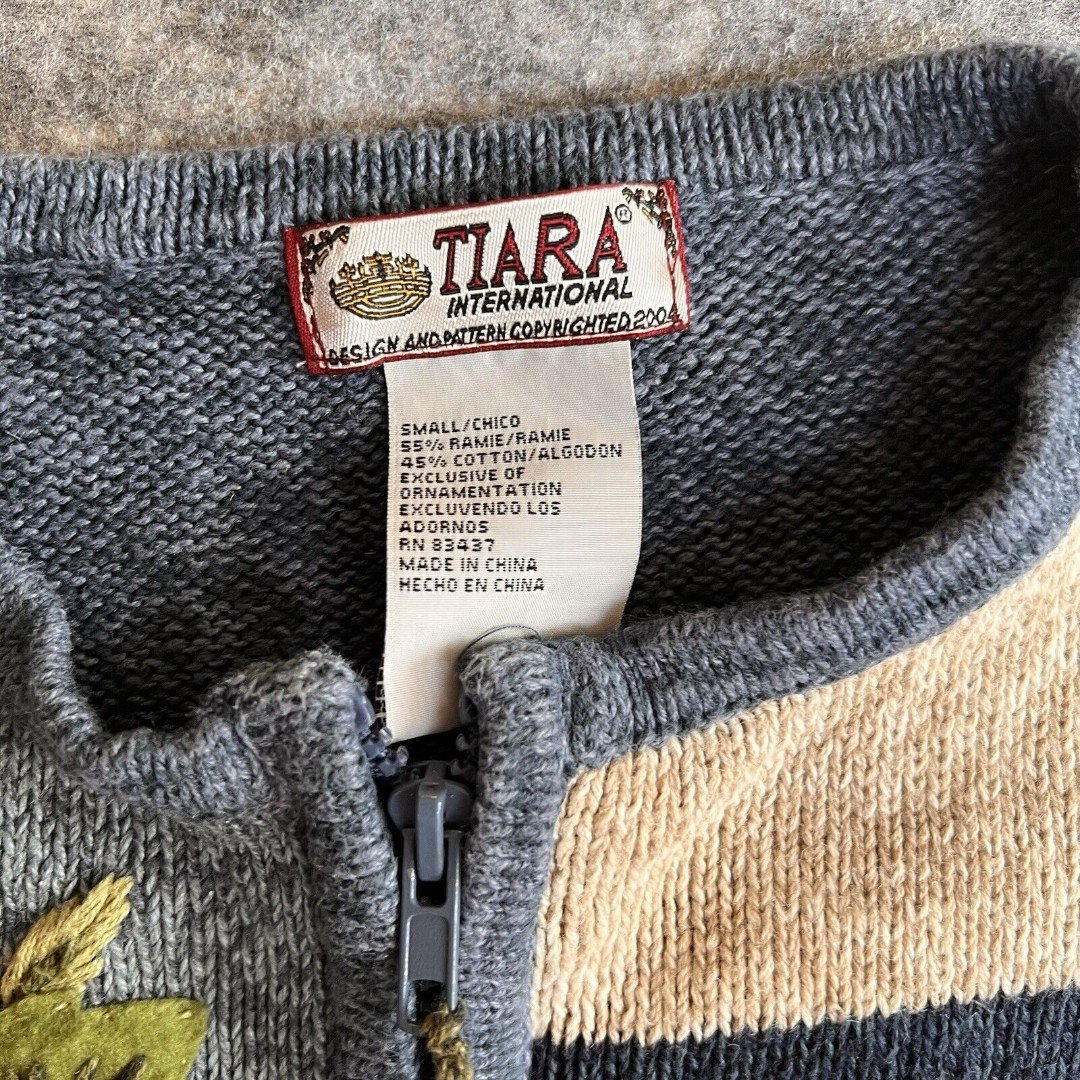 TIARA®
INTERNATIONAL
DESIGN AND PATTERN COPYRIGHTED 2004
SMALL/CHICO
55% RAMIE/RAMIE
45% COTTON/ALGODON
EXCLUSIVE OF
ORNAMENTATION
EXCLUVENDO LOS
ADORNOS
RN 83437
MADE IN CHINA
HECHO EN CHINA